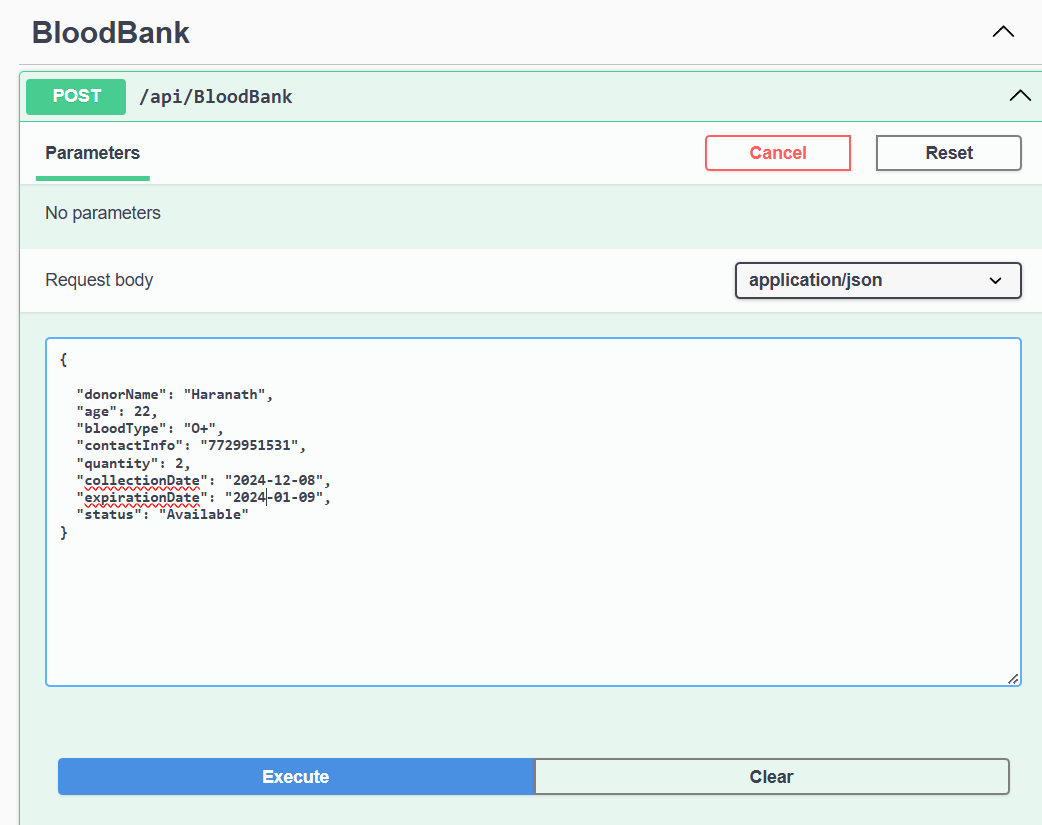 BloodBank
POST /api/BloodBank
Parameters Cancel Reset
No parameters
Request body application/json
{
"donorName": "Haranath",
"age": 22,
"bloodType": "O+",
"contactInfo": "7729951531",
"quantity": 2,
"collectionDate": "2024-12-08",
"expirationDate": "2024-01-09",
"status": "Available"
}
Execute Clear